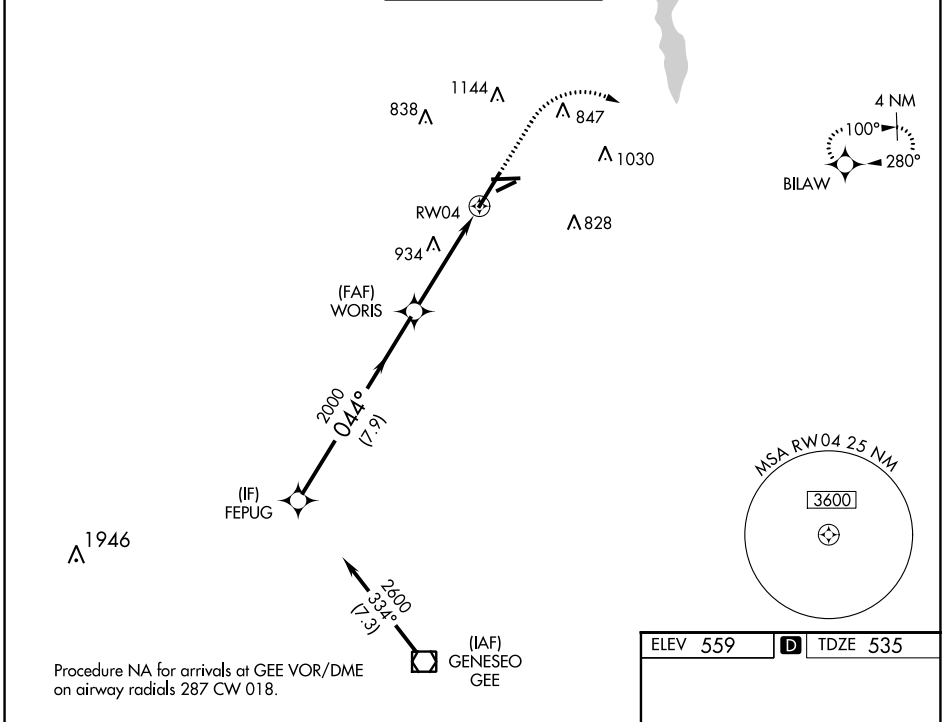 1144
838
847
4 NM
100°
1030
280°
BILAW
RW04
828
934
(FAF)
WORIS
2000
044°
(7.9)
MSA RW04 25 NM
3600
(IF)
FEPUG
1946
2600
334°
(7.3)
(IAF)
GENESEO
GEE
ELEV 559 D TDZE 535
Procedure NA for arrivals at GEE VOR/DME
on airway radials 287 CW 018.